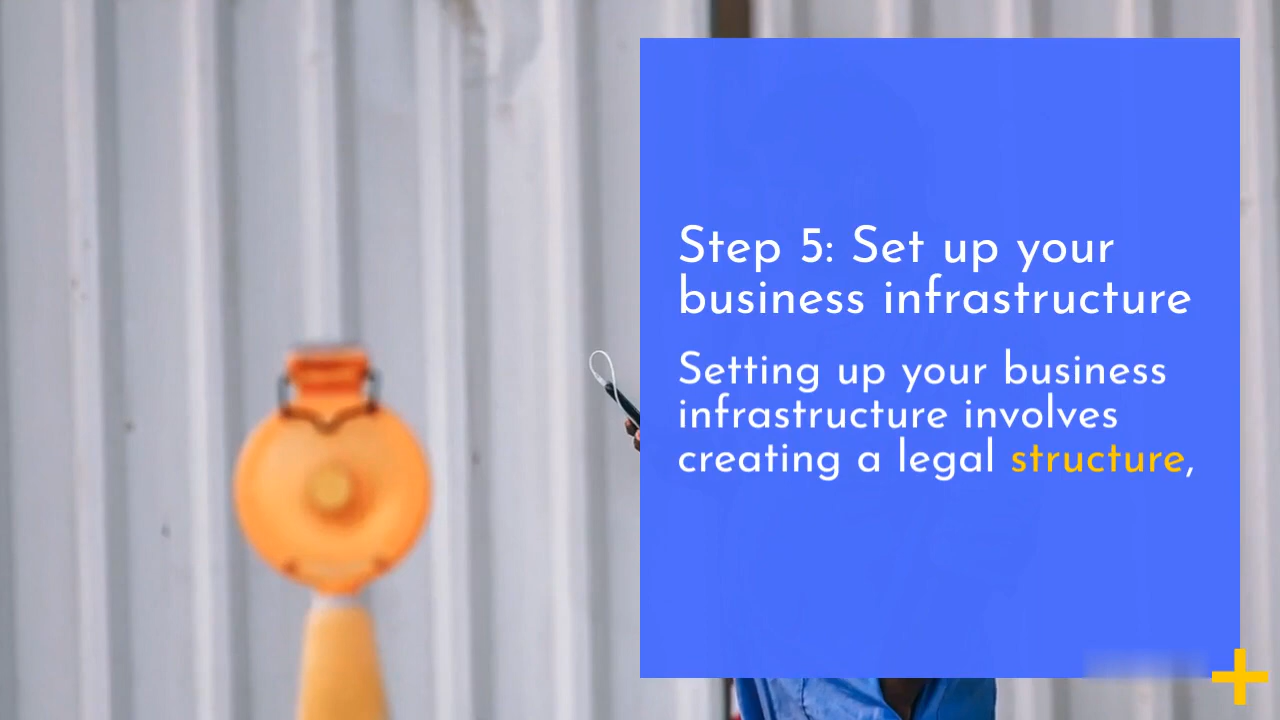 Step 5: Set up your
business infrastructure
Setting up your business
infrastructure involves
creating a legal structure,